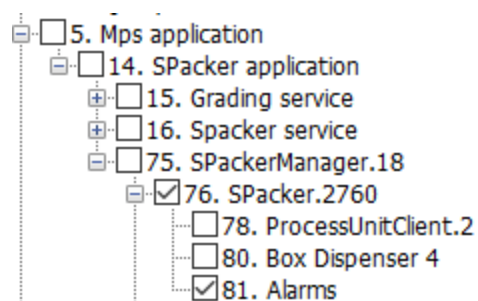 5. Mps application
14. SPacker application
15. Grading service
16. Spacker service
75. SPackerManager.18
76. SPacker.2760
78. ProcessUnitClient.2
80. Box Dispenser 4
81. Alarms